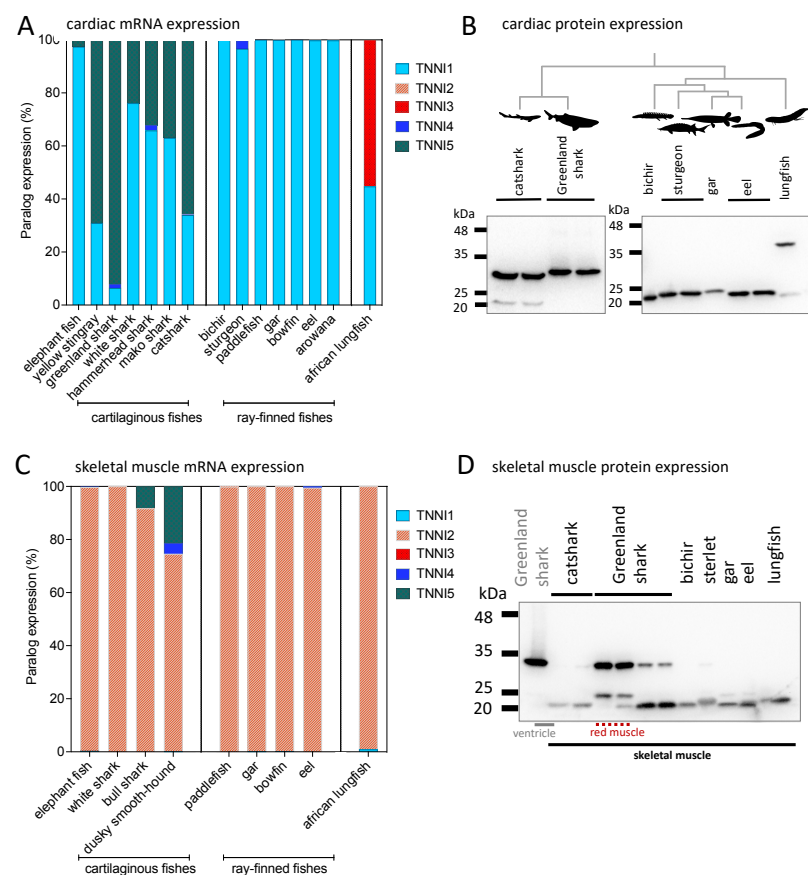 A cardiac mRNA expression
Paralog expression (%)
100
80
60
40
20
0
elephant fish
yellow stingray
greenland shark
white shark
hammerhead shark
mako shark
catshark
bichir
sturgeon
paddlefish
gar
bowfin
eel
arowana
african lungfish
cartilaginous fishes
ray-finned fishes
TNNI1
TNNI2
TNNI3
TNNI4
TNNI5
B cardiac protein expression
catshark
Greenland
shark
bichir
sturgeon
gar
eel
lungfish
kDa
48
35
25
20
kDa
48
35
25
20
C skeletal muscle mRNA expression
Paralog expression (%)
100
80
60
40
20
0
elephant fish
white shark
bull shark
dusky smooth-hound
paddlefish
gar
bowfin
eel
african lungfish
cartilaginous fishes
ray-finned fishes
TNNI1
TNNI2
TNNI3
TNNI4
TNNI5
D skeletal muscle protein expression
Greenland
shark
catshark
Greenland
shark
bichir
sterlet
gar
eel
lungfish
kDa
48
35
25
20
ventricle
red muscle
skeletal muscle